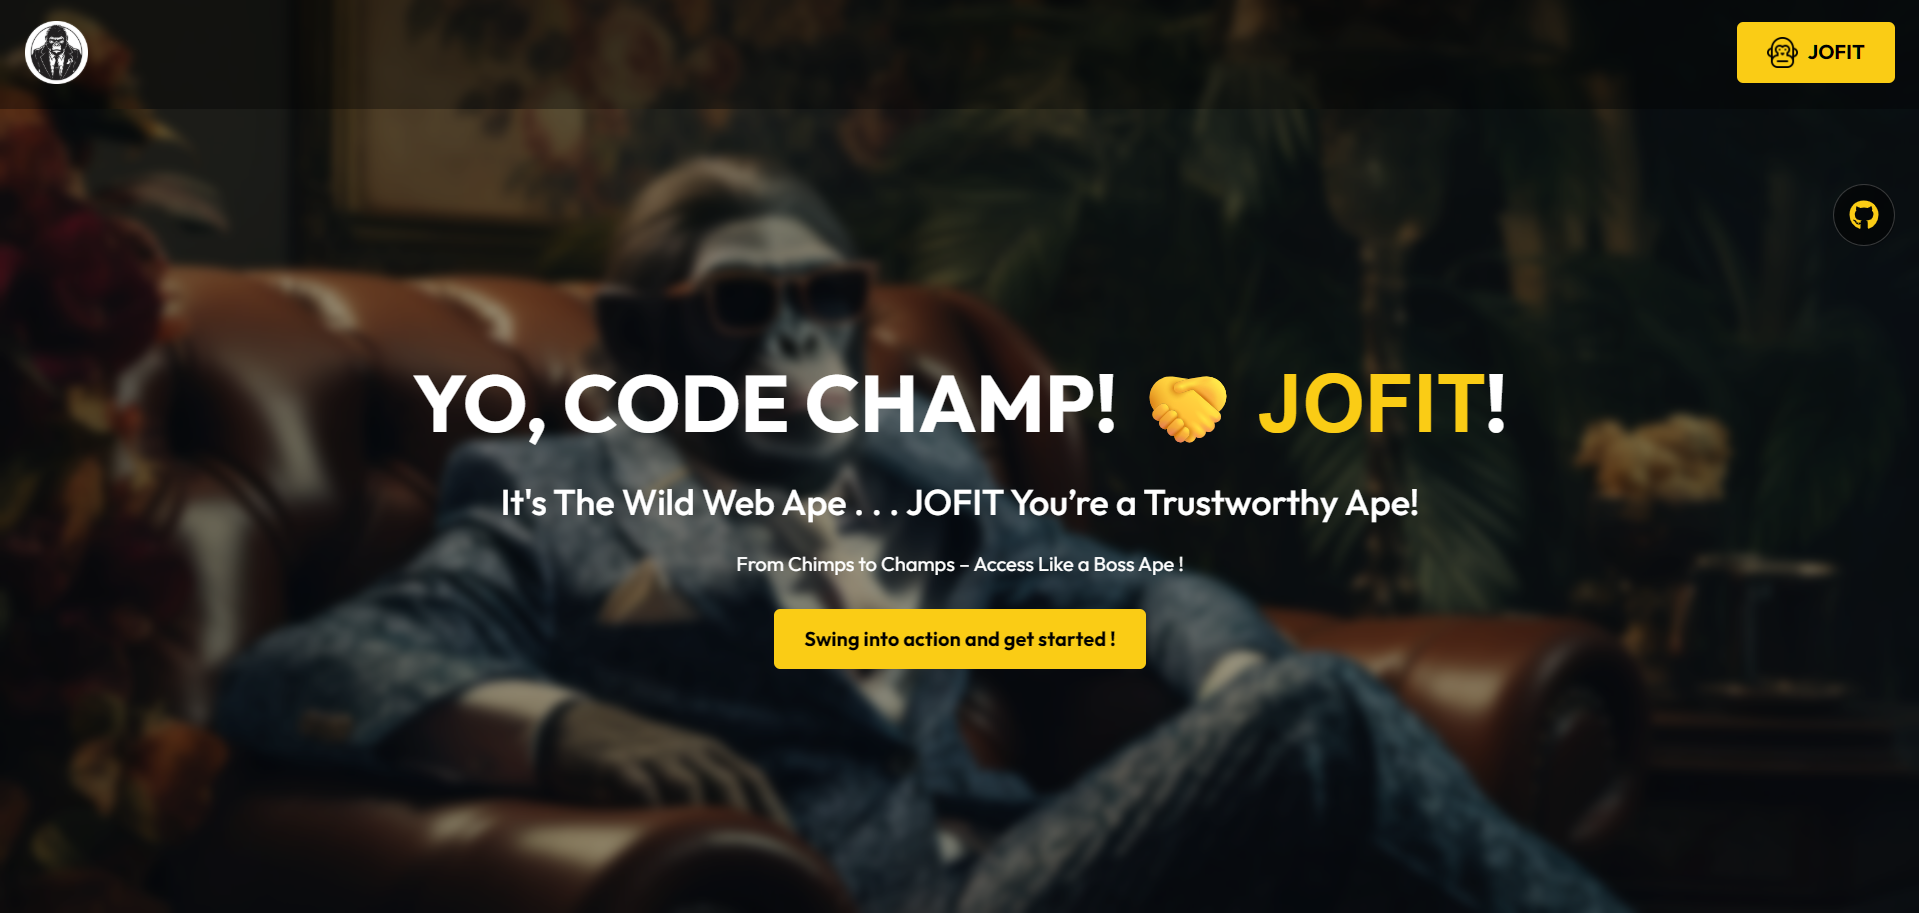 JOFIT
YO, CODE CHAMP! 🤝 JOFIT!
It's The Wild Web Ape . . . JOFIT You’re a Trustworthy Ape!
From Chimps to Champs – Access Like a Boss Ape !
Swing into action and get started !